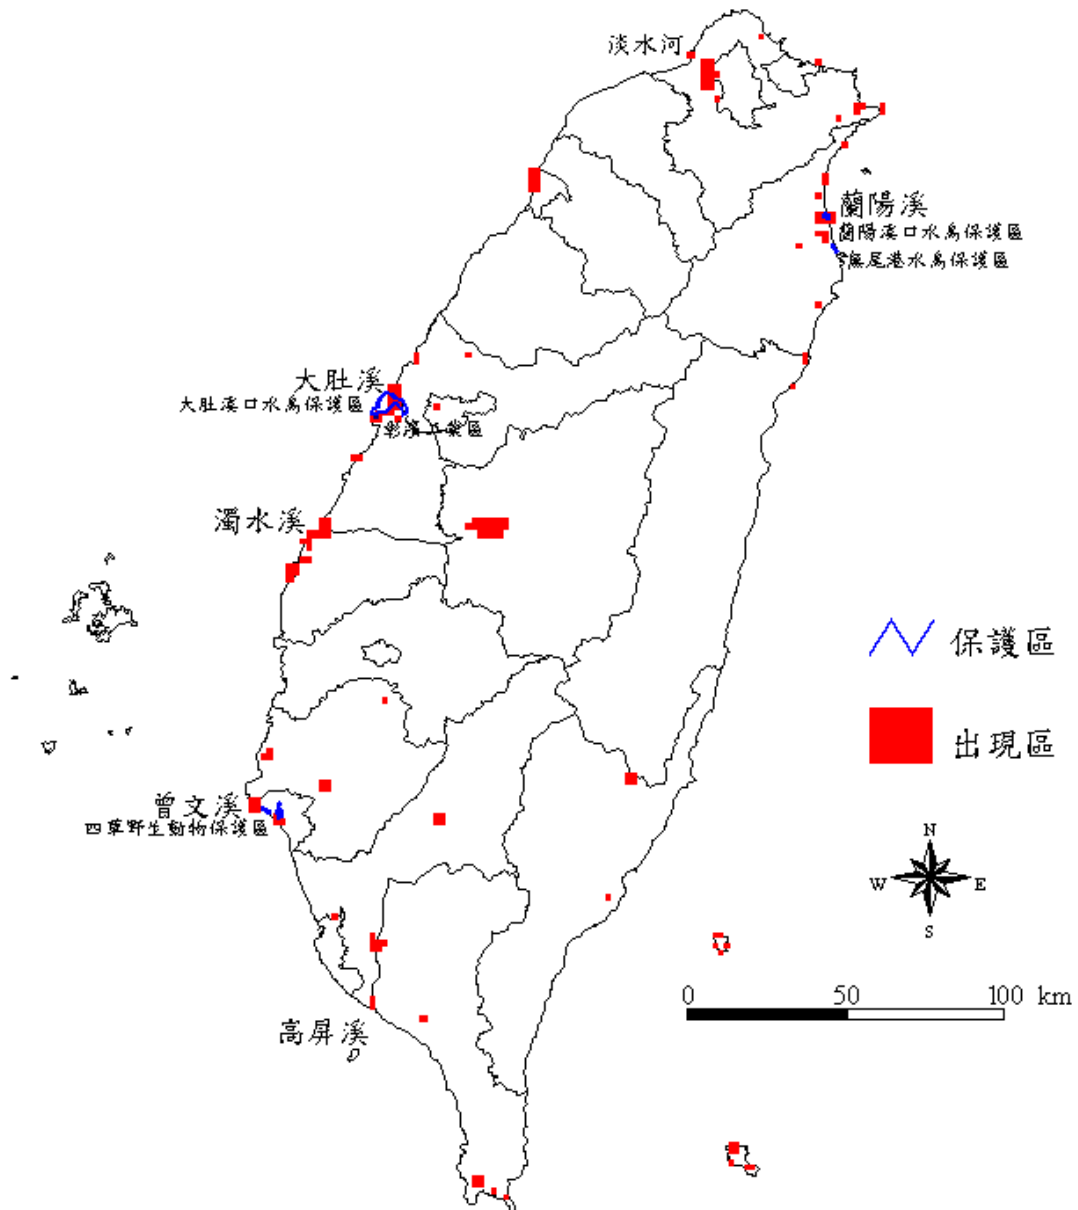 淡水河
蘭陽溪
蘭陽溪口水鳥保護區
無尾港水鳥保護區
大肚溪
大肚溪口水鳥保護區
彰濱工業區
濁水溪
保護區
出現區
曾文溪
四草野生動物保護區
N
W
E
S
0
50
100 km
高屏溪